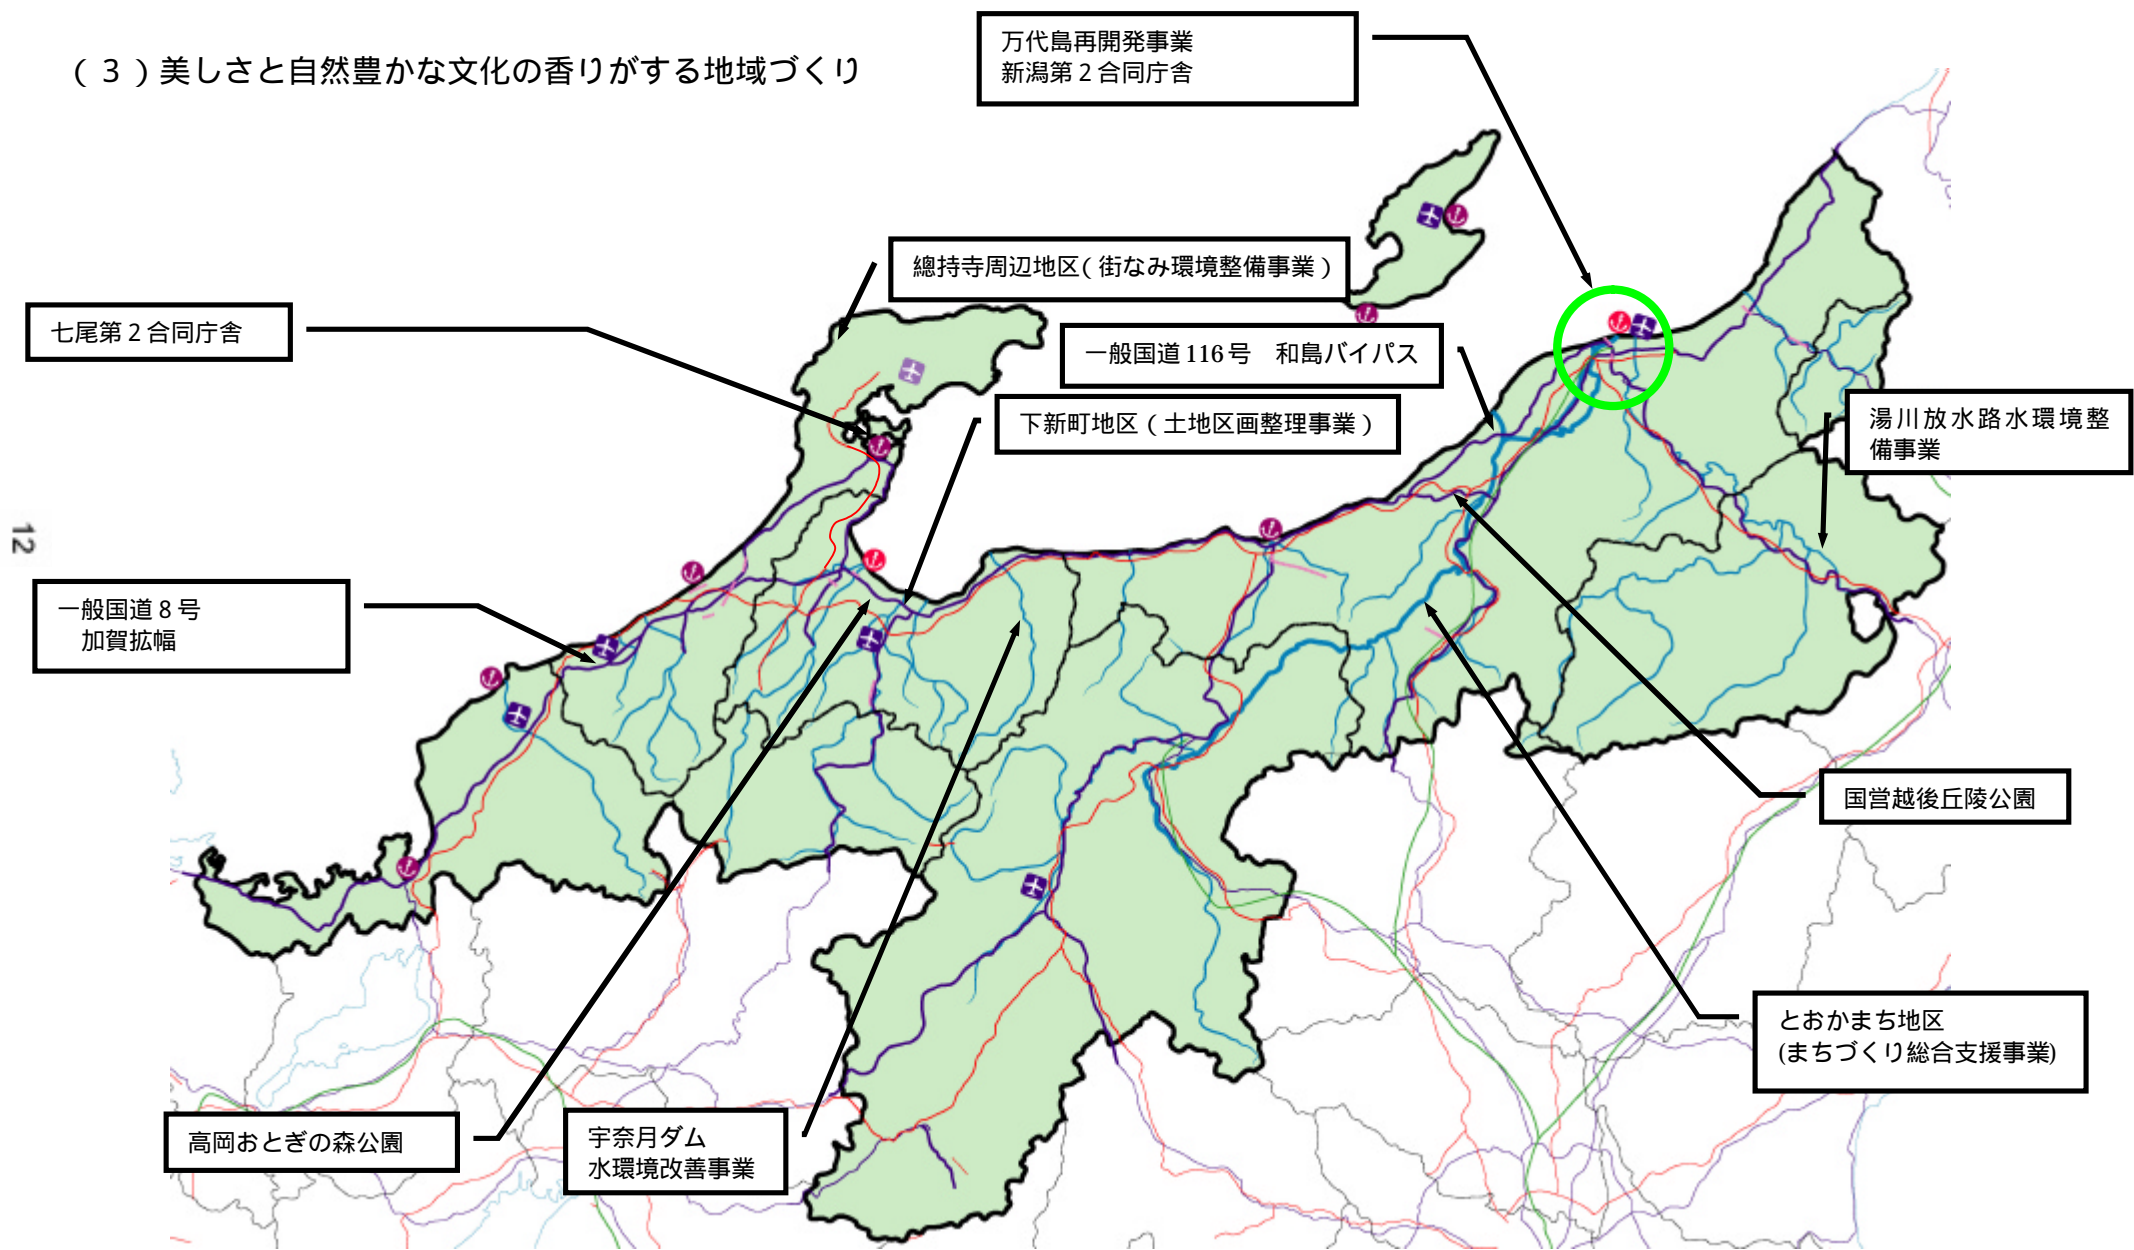 （３）美しさと自然豊かな文化の香りがする地域づくり
万代島再開発事業
新潟第２合同庁舎
總持寺周辺地区（街なみ環境整備事業）
七尾第２合同庁舎
一般国道116号　和島バイパス
下新町地区（土地区画整理事業）
湯川放水路水環境整
備事業
12
一般国道８号
加賀拡幅
国営越後丘陵公園
とおかまち地区
(まちづくり総合支援事業)
高岡おとぎの森公園
宇奈月ダム
水環境改善事業